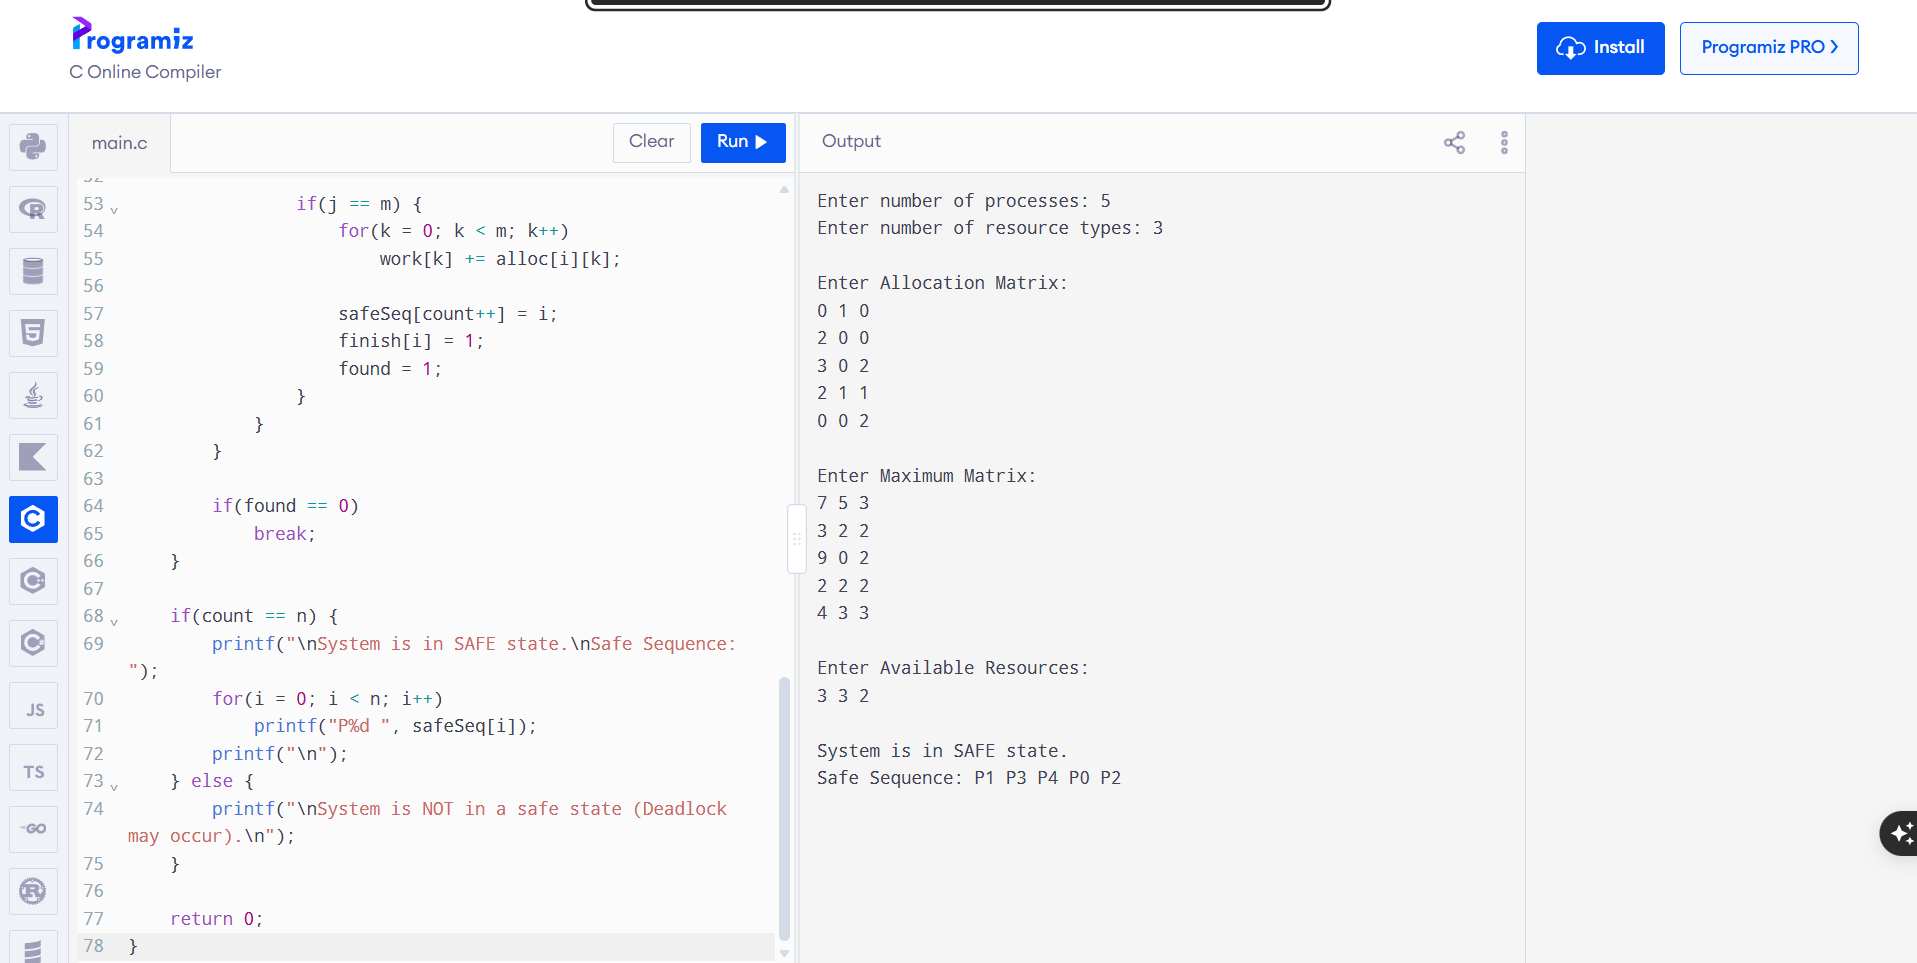 Programiz
C Online Compiler
Install
Programiz PRO
main.c
Clear
Run
52
53 if(j == m) {
54 for(k = 0; k < m; k++)
55 work[k] += alloc[i][k];
56
57 safeSeq[count++] = i;
58 finish[i] = 1;
59 found = 1;
60 }
61 }
62 }
63
64 if(found == 0)
65 break;
66 }
67
68 if(count == n) {
69 printf("\nSystem is in SAFE state.\nSafe Sequence:
");
70 for(i = 0; i < n; i++)
71 printf("P%d ", safeSeq[i]);
72 printf("\n");
73 } else {
74 printf("\nSystem is NOT in a safe state (Deadlock
may occur).\n");
75 }
76
77 return 0;
78 }
JS
TS
GO
Output
Enter number of processes: 5
Enter number of resource types: 3
Enter Allocation Matrix:
0 1 0
2 0 0
3 0 2
2 1 1
0 0 2
Enter Maximum Matrix:
7 5 3
3 2 2
9 0 2
2 2 2
4 3 3
Enter Available Resources:
3 3 2
System is in SAFE state.
Safe Sequence: P1 P3 P4 P0 P2